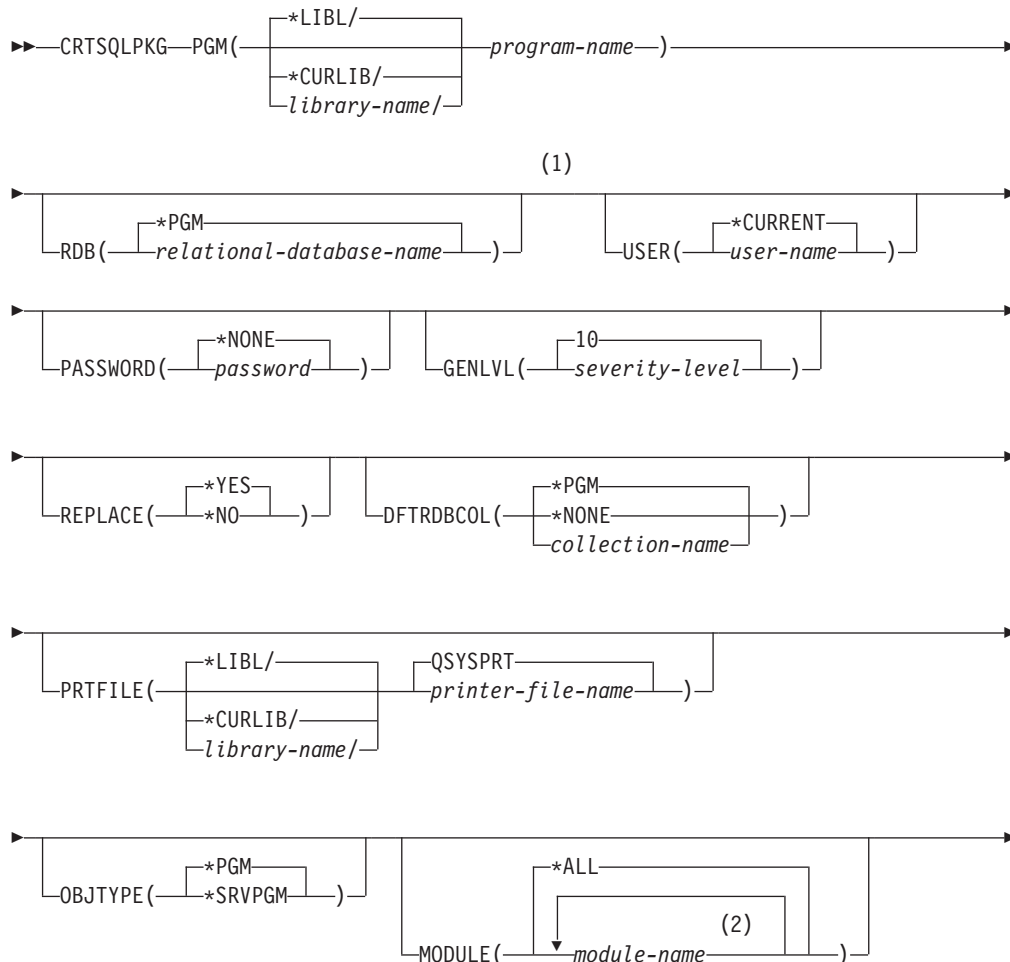 *LIBL/
CRTSQLPKG PGM( program-name )
*CURLIB/
library-name/
(1)
*PGM *CURRENT
RDB( relational-database-name ) USER( user-name )
*NONE 10
PASSWORD( password ) GENLVL( severity-level )
*YES *PGM
REPLACE( *NO ) DFTRDBCOL( *NONE )
collection-name
*LIBL/ QSYSPRT
PRTFILE( printer-file-name )
*CURLIB/
library-name/
*PGM *ALL
OBJTYPE( *SRVPGM )
(2)
MODULE( module-name )